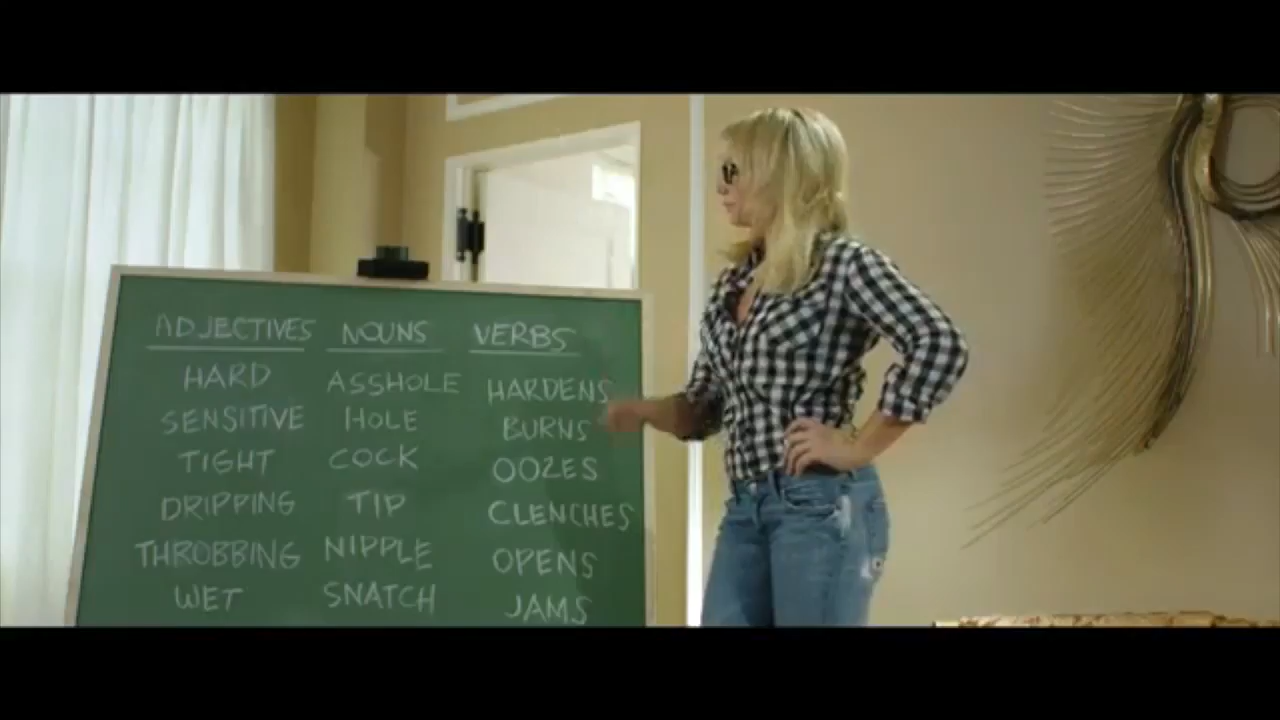 ADJECTIVES NOUNS VERBS
HARD ASSHOLE HARDENS
SENSITIVE HOLE BURNS
TIGHT COCK OOZES
DRIPPING TIP CLENCHES
THROBBING NIPPLE OPENS
WET SNATCH JAMS